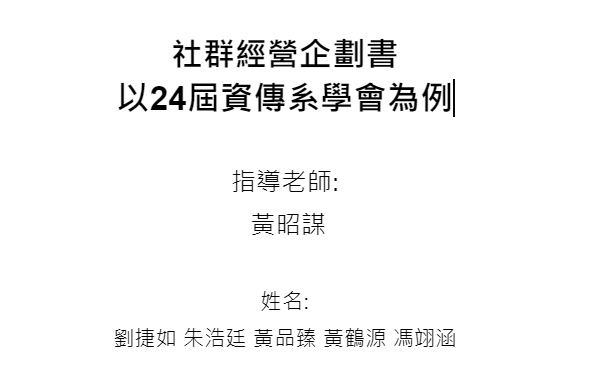 社群經營企劃書
以24屆資傳系學會為例
指導老師:
黃昭謀
姓名:
劉捷如 朱浩廷 黃品臻 黃鶴源 馮翊涵